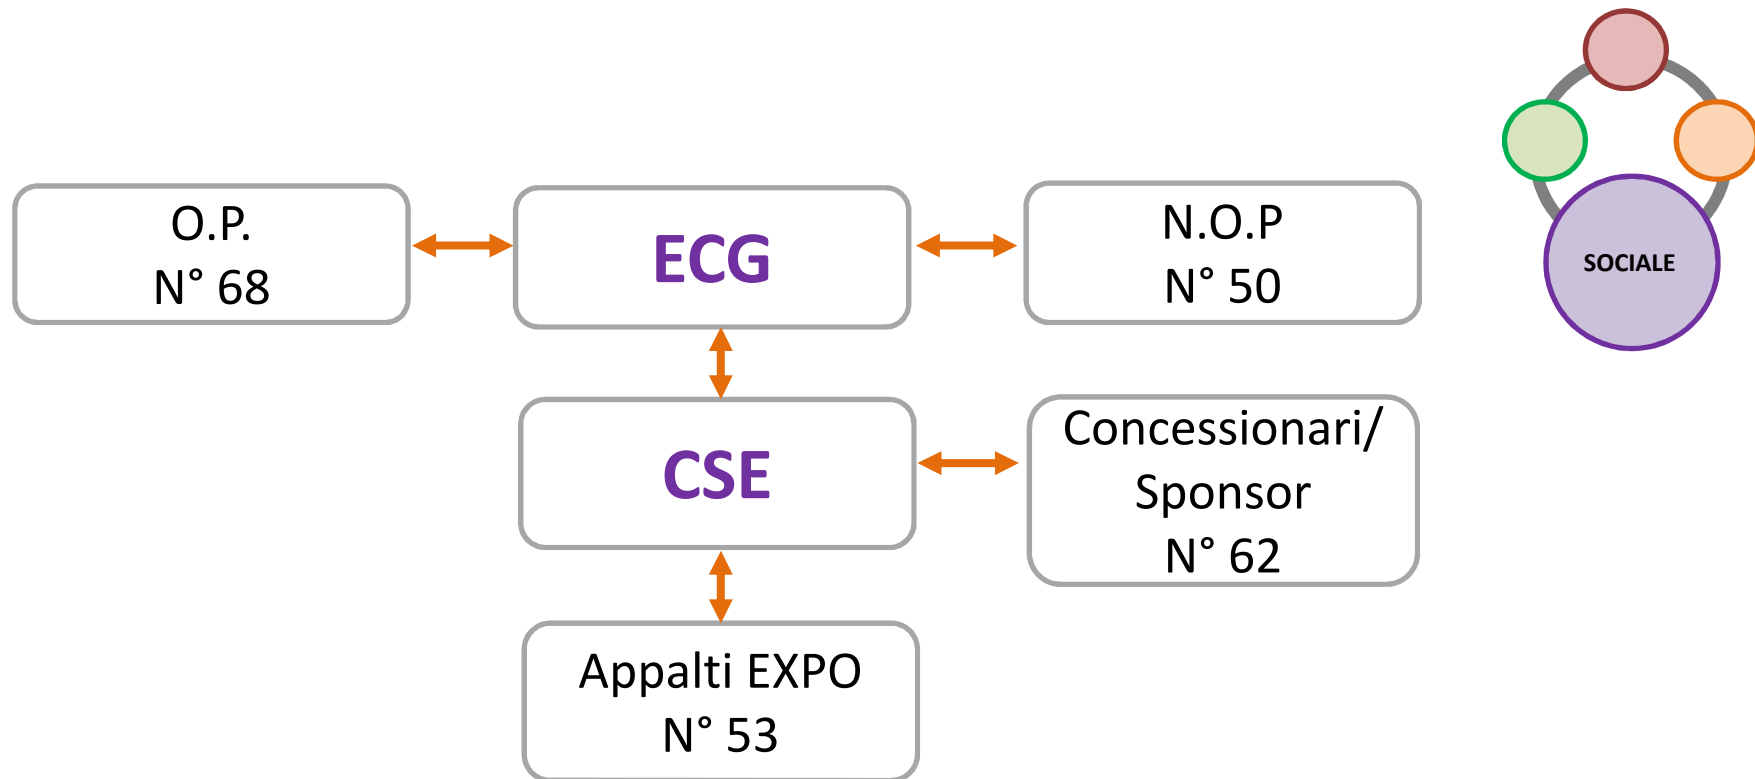 O.P.
N° 68
ECG
N.O.P
N° 50
SOCIALE
CSE
Concessionari/
Sponsor
N° 62
Appalti EXPO
N° 53